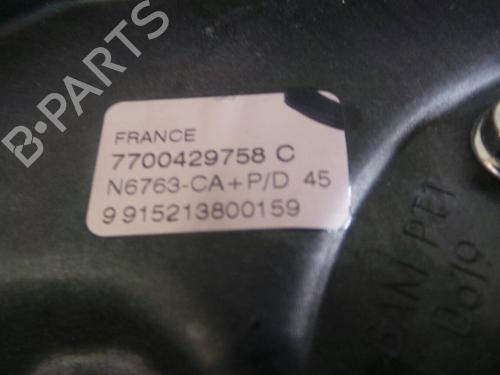 FRANCE
7700429758 C
N6763-CA+P/D 45
9 915213800159
B-PARTS